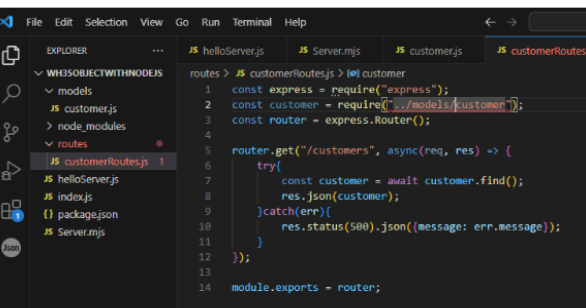 File Edit Selection View Go Run Terminal Help
EXPLORER
JS helloServer.js JS Server.mjs JS customer.js JS customerRoutes
WH35OBJECTWITHNODEJS
models
JS customer.js
node_modules
routes
JS customerRoutes.js 1
JS helloServer.js
JS index.js
{} package.json
JS Server.mjs
Json
routes > JS customerRoutes.js > customer
1 const express = require("express");
2 const customer = require("../models/customer");
3 const router = express.Router();
4
5 router.get("/customers", async(req, res) => {
6 try{
7 const customer = await customer.find();
8 res.json(customer);
9 }catch(err){
10 res.status(500).json({message: err.message});
11 }
12 });
13
14 module.exports = router;